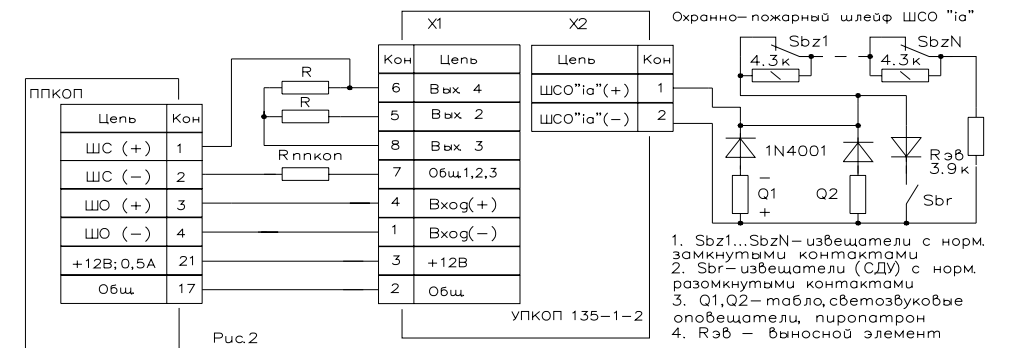 Охранно-пожарный шлейф ШСО "ia"
X1
X2
Sbz1
SbzN
4.3к
4.3к
ППКОП
Цепь Кон
ШС (+) 1
ШС (-) 2
ШО (+) 3
ШО (-) 4
+12В;0,5А 21
Общ. 17
R
R
Rппкоп
Кон Цепь
6 Вых 4
5 Вых 2
8 Вых 3
7 Общ.1,2,3
4 Вход(+)
1 Вход(-)
3 +12В
2 Общ.
Цепь Кон
ШСО"ia"(+) 1
ШСО"ia"(-) 2
1N4001
Rэв
3.9к
-
Q1
+
Q2
Sbr
УПКОП 135-1-2
Рис.2
1. Sbz1...SbzN-извещатели с норм.
замкнутыми контактами
2. Sbr-извещатели (СДУ) с норм.
разомкнутыми контактами
3. Q1,Q2-табло,светозвуковые
оповещатели, пиропатрон
4. Rэв - выносной элемент